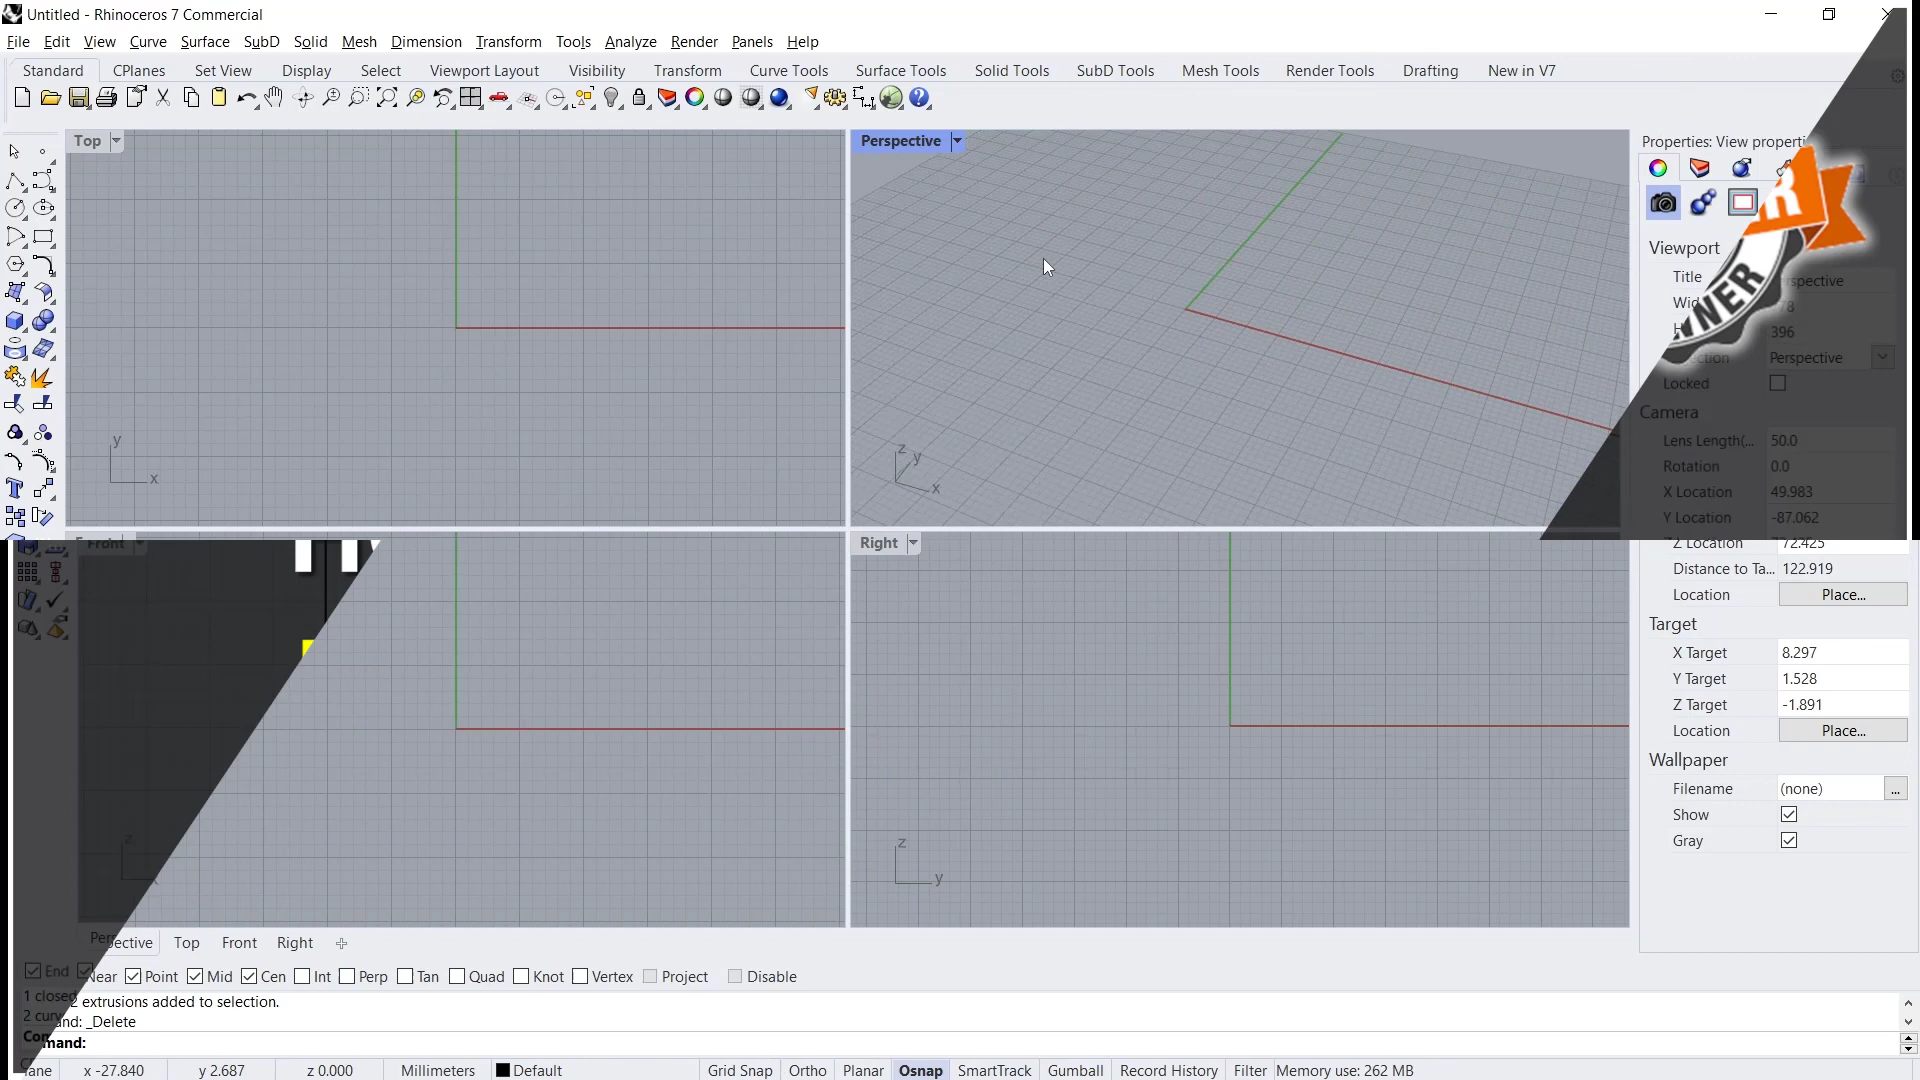 Untitled - Rhinoceros 7 Commercial
File Edit View Curve Surface SubD Solid Mesh Dimension Transform Tools Analyze Render Panels Help
Standard CPlanes Set View Display Select Viewport Layout Visibility Transform Curve Tools Surface Tools Solid Tools SubD Tools Mesh Tools Render Tools Drafting New in V7
Top
Perspective
Properties: View properti
Viewport
Title
396
Perspective
Locked
Camera
Lens Length(... 50.0
Rotation 0.0
X Location 49.983
Y Location -87.062
Z Location 72.425
Distance to Ta... 122.919
Location Place...
Target
X Target 8.297
Y Target 1.528
Z Target -1.891
Location Place...
Wallpaper
Filename (none) ...
Show
Gray
y
x
z
y
x
Front
Right
z
z
y
Top Front Right
End Near Point Mid Cen Int Perp Tan Quad Knot Vertex Project Disable
1 closed 2 extrusions added to selection.
_Delete
Command:
x -27.840 y 2.687 z 0.000 Millimeters Default Grid Snap Ortho Planar Osnap SmartTrack Gumball Record History Filter Memory use: 262 MB